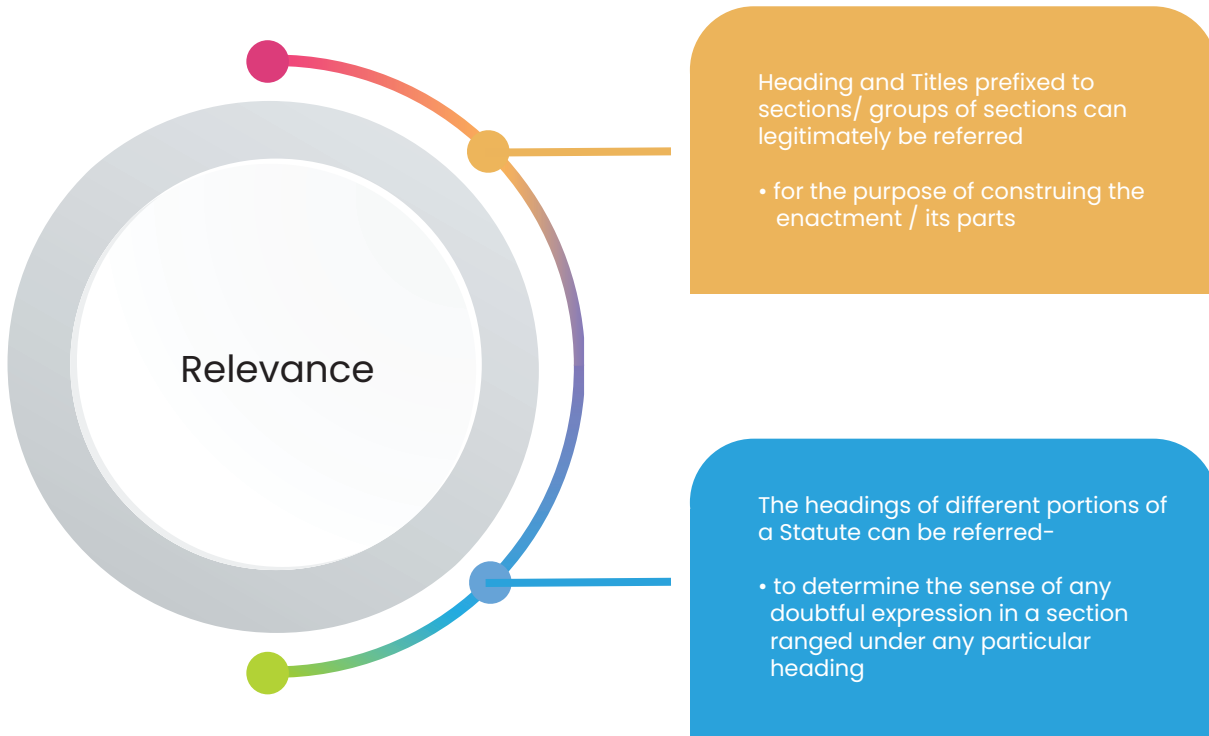 Relevance
Heading and Titles prefixed to
sections/ groups of sections can
legitimately be referred
• for the purpose of construing the
enactment / its parts
The headings of different portions of
a Statute can be referred-
• to determine the sense of any
doubtful expression in a section
ranged under any particular
heading